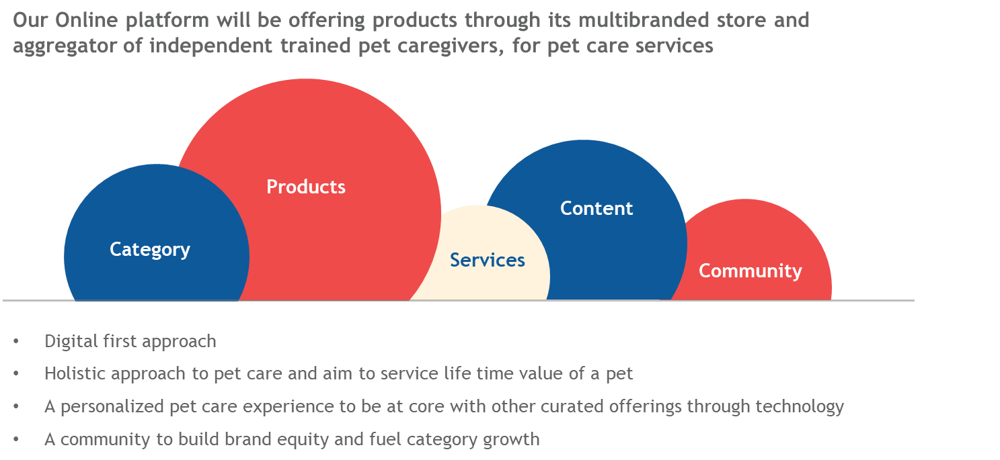 Our Online platform will be offering products through its multibranded store and
aggregator of independent trained pet caregivers, for pet care services
Products
Content
Category
Services
Community
• Digital first approach
• Holistic approach to pet care and aim to service life time value of a pet
• A personalized pet care experience to be at core with other curated offerings through technology
• A community to build brand equity and fuel category growth